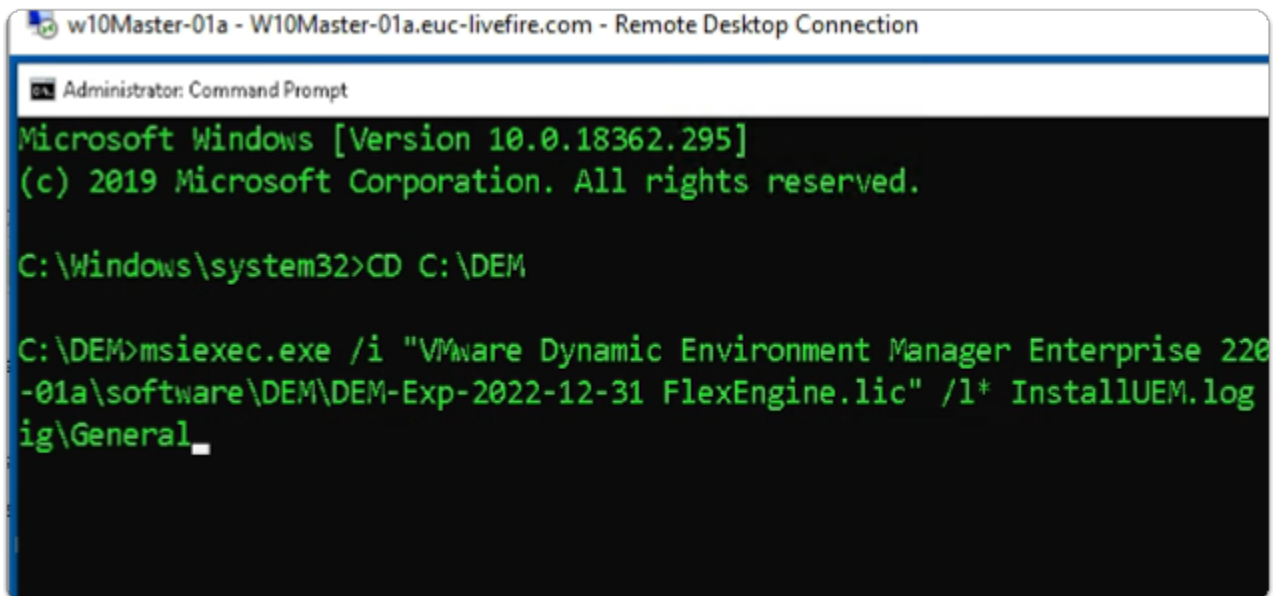 w10Master-01a - W10Master-01a.euc-livefire.com - Remote Desktop Connection
Administrator: Command Prompt
Microsoft Windows [Version 10.0.18362.295]
(c) 2019 Microsoft Corporation. All rights reserved.
C:\Windows\system32>CD C:\DEM
C:\DEM>msiexec.exe /i "VMware Dynamic Environment Manager Enterprise 220
-01a\software\DEM\DEM-Exp-2022-12-31 FlexEngine.lic" /l* InstallUEM.log
ig\General